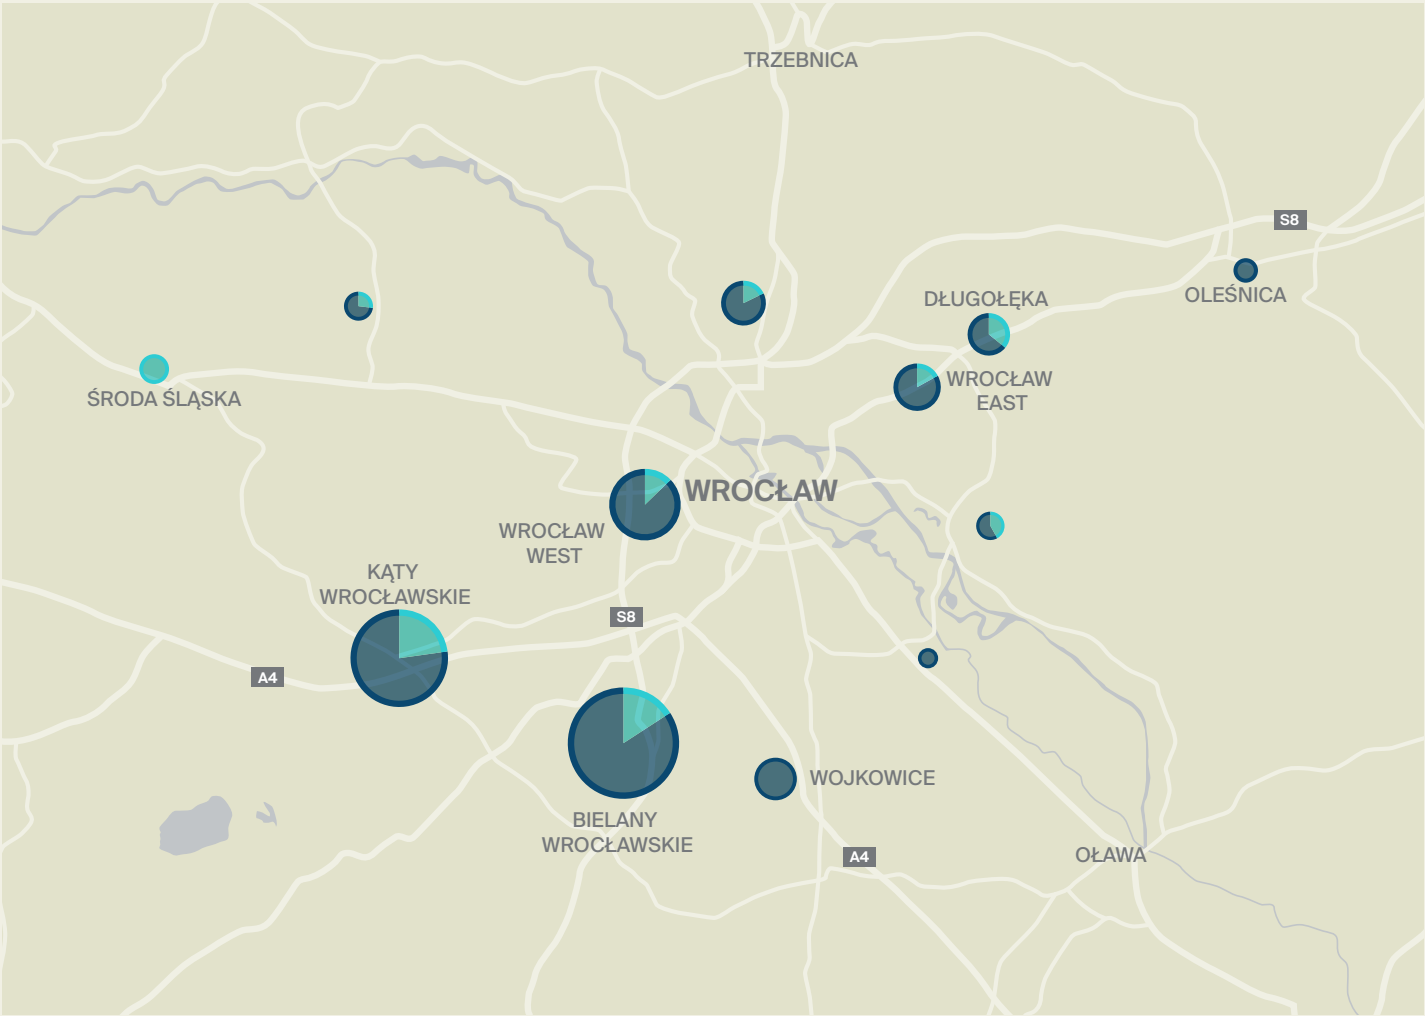 TRZEBNICA
S8
OLEŚNICA
DŁUGOŁĘKA
WROCŁAW
EAST
ŚRODA ŚLĄSKA
WROCŁAW
WROCŁAW
WEST
KĄTY
WROCŁAWSKIE
S8
A4
WOJKOWICE
BIELANY
WROCŁAWSKIE
A4
OŁAWA